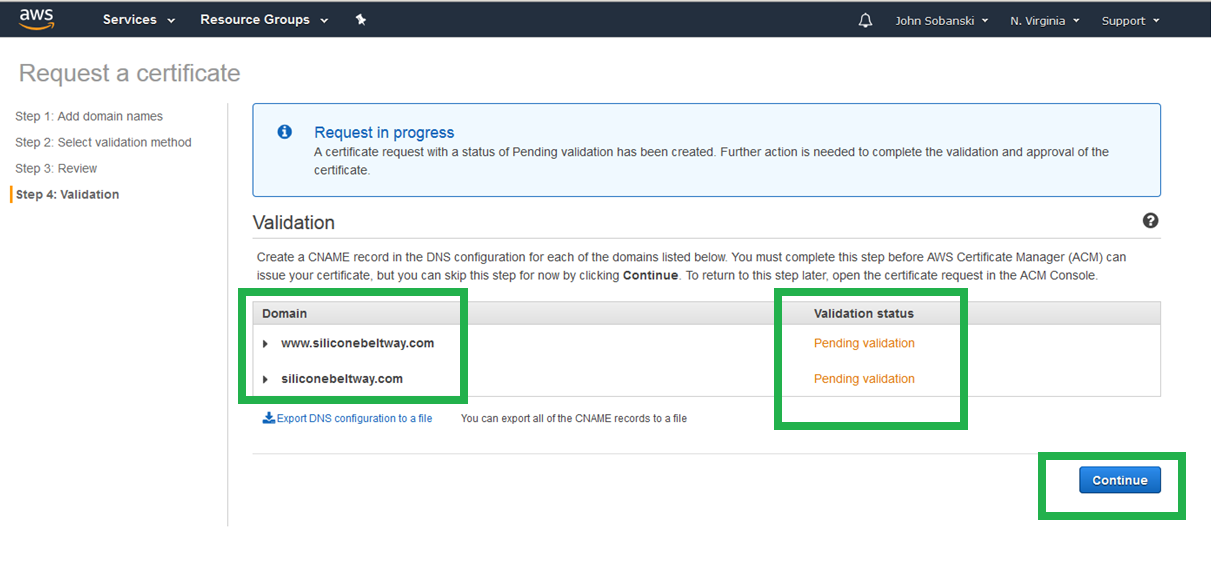 aws Services Resource Groups John Sobanski N. Virginia Support
Request a certificate
Step 1: Add domain names
Step 2: Select validation method
Step 3: Review
Step 4: Validation
Request in progress
A certificate request with a status of Pending validation has been created. Further action is needed to complete the validation and approval of the
certificate.
Validation
Create a CNAME record in the DNS configuration for each of the domains listed below. You must complete this step before AWS Certificate Manager (ACM) can
issue your certificate, but you can skip this step for now by clicking Continue. To return to this step later, open the certificate request in the ACM Console.
Domain Validation status
www.siliconebeltway.com Pending validation
siliconebeltway.com Pending validation
Export DNS configuration to a file You can export all of the CNAME records to a file
Continue